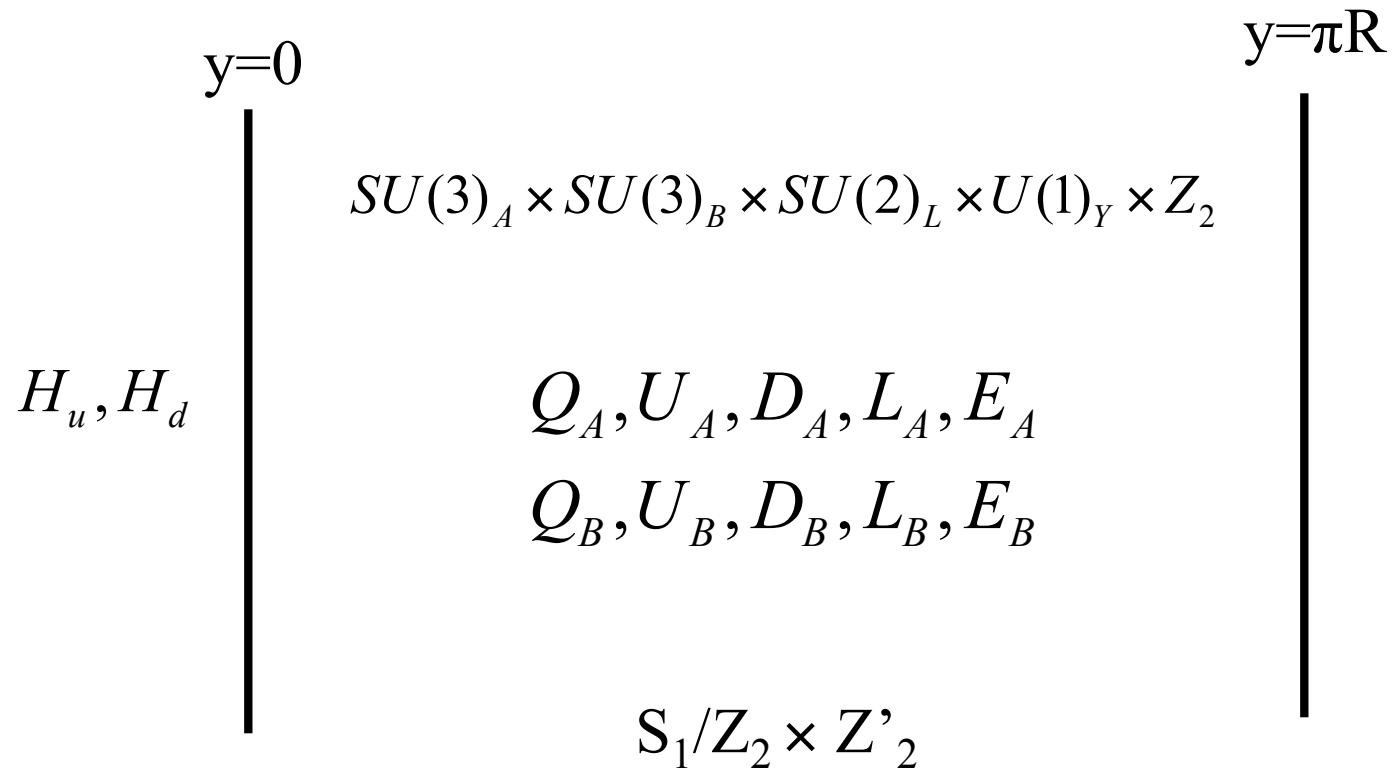 y=0
y=πR
SU(3)_A × SU(3)_B × SU(2)_L × U(1)_Y × Z_2
H_u, H_d
Q_A, U_A, D_A, L_A, E_A
Q_B, U_B, D_B, L_B, E_B
S_1/Z_2 × Z’_2